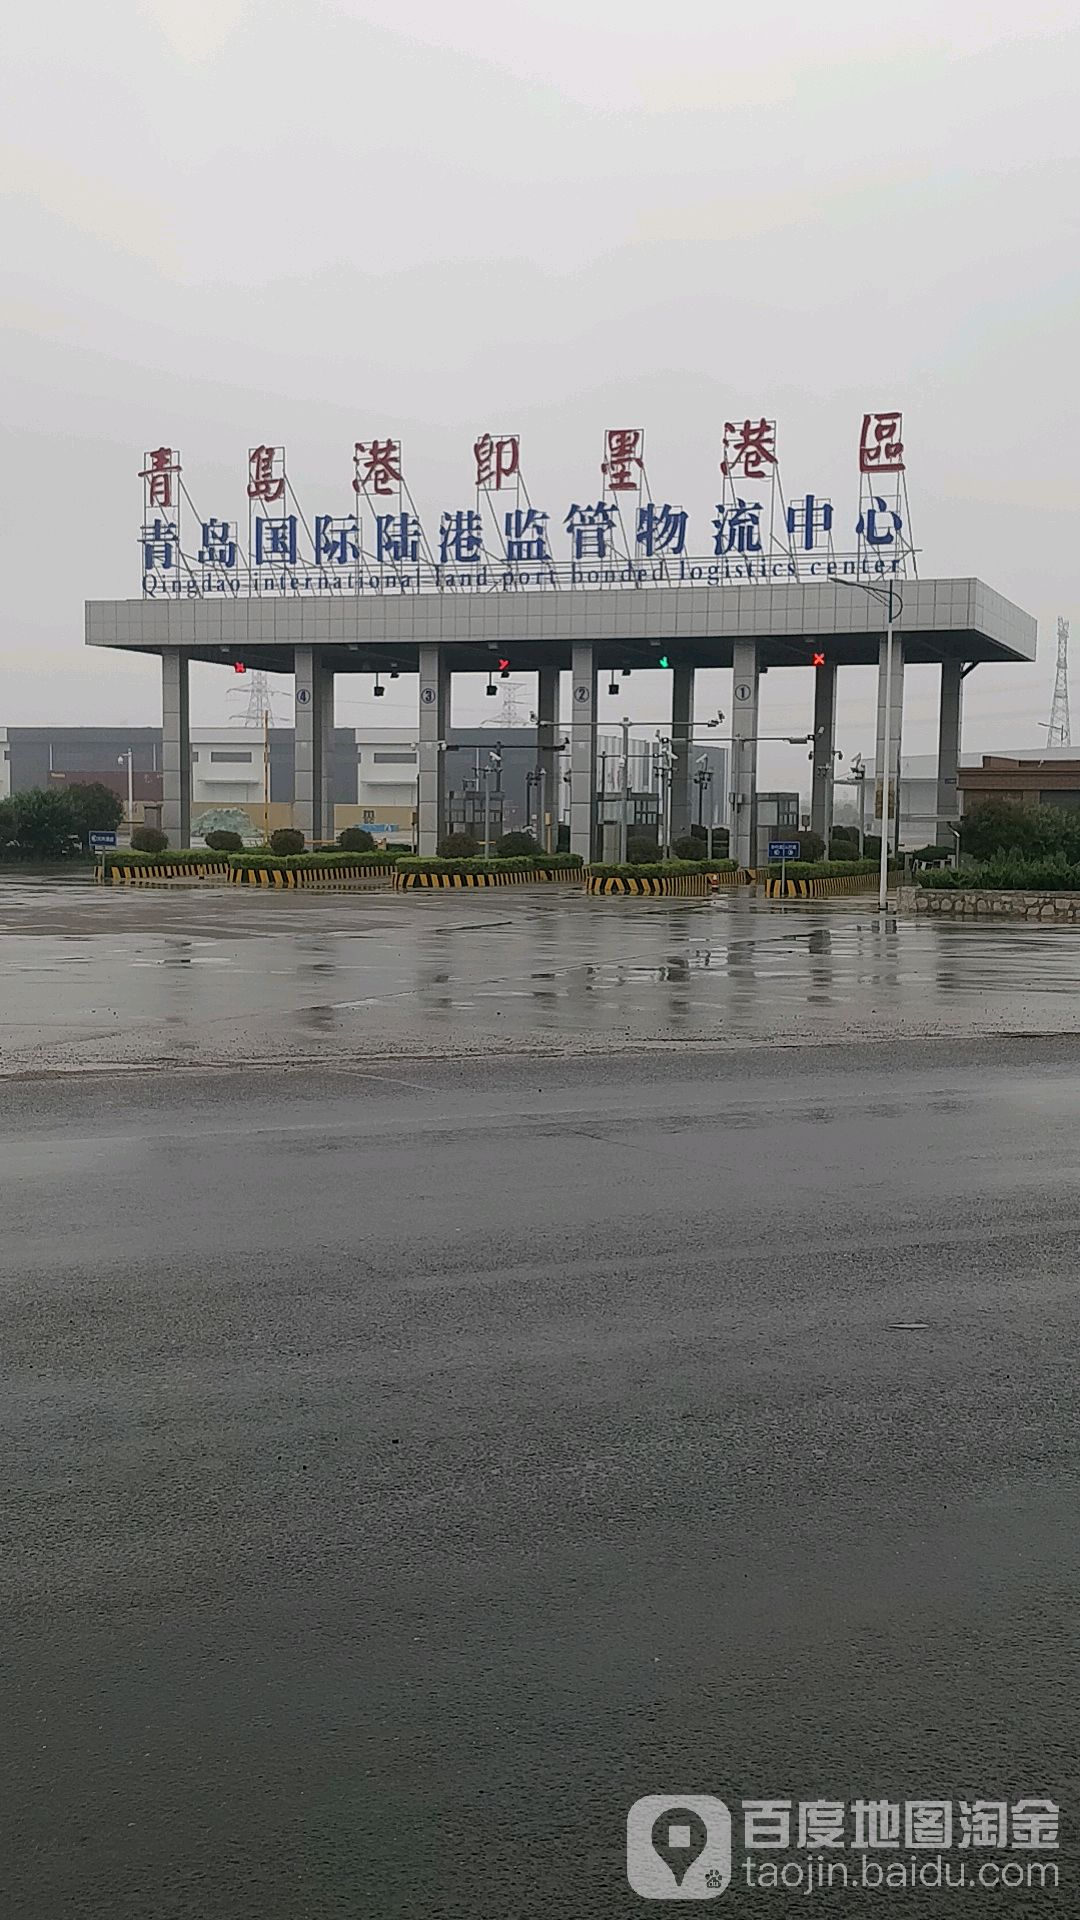 青島港即墨港區
青岛国际陆港监管物流中心
Qingdao international land port bonded logistics center
④ ③ ② ①
百度地图淘金
taojin.baidu.com